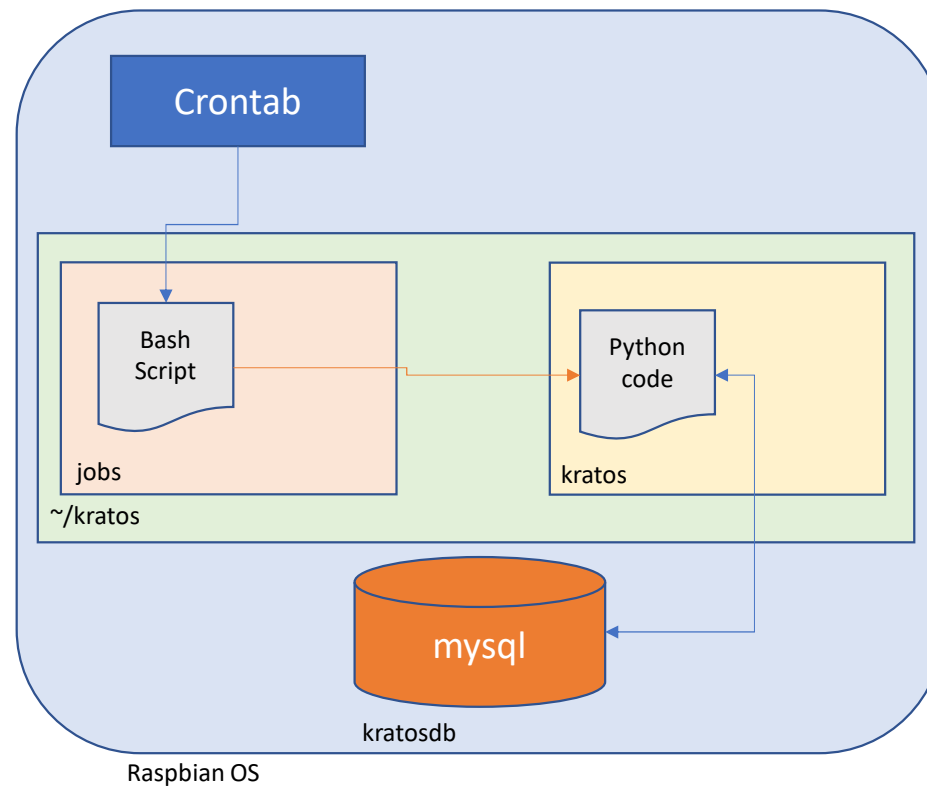 Crontab
Bash
Script
Python
code
jobs
kratos
~/kratos
mysql
kratosdb
Raspbian OS